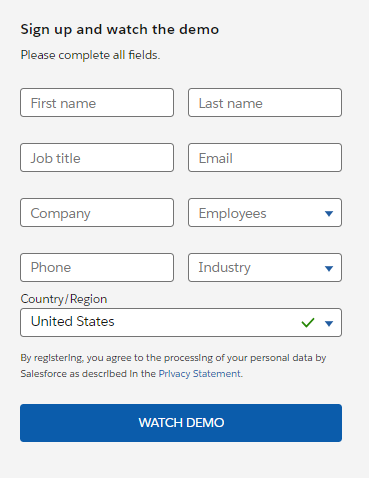 Sign up and watch the demo
Please complete all fields.
First name
Last name
Job title
Email
Company
Employees
Phone
Industry
Country/Region
United States
By registering, you agree to the processing of your personal data by
Salesforce as described in the Privacy Statement.
WATCH DEMO